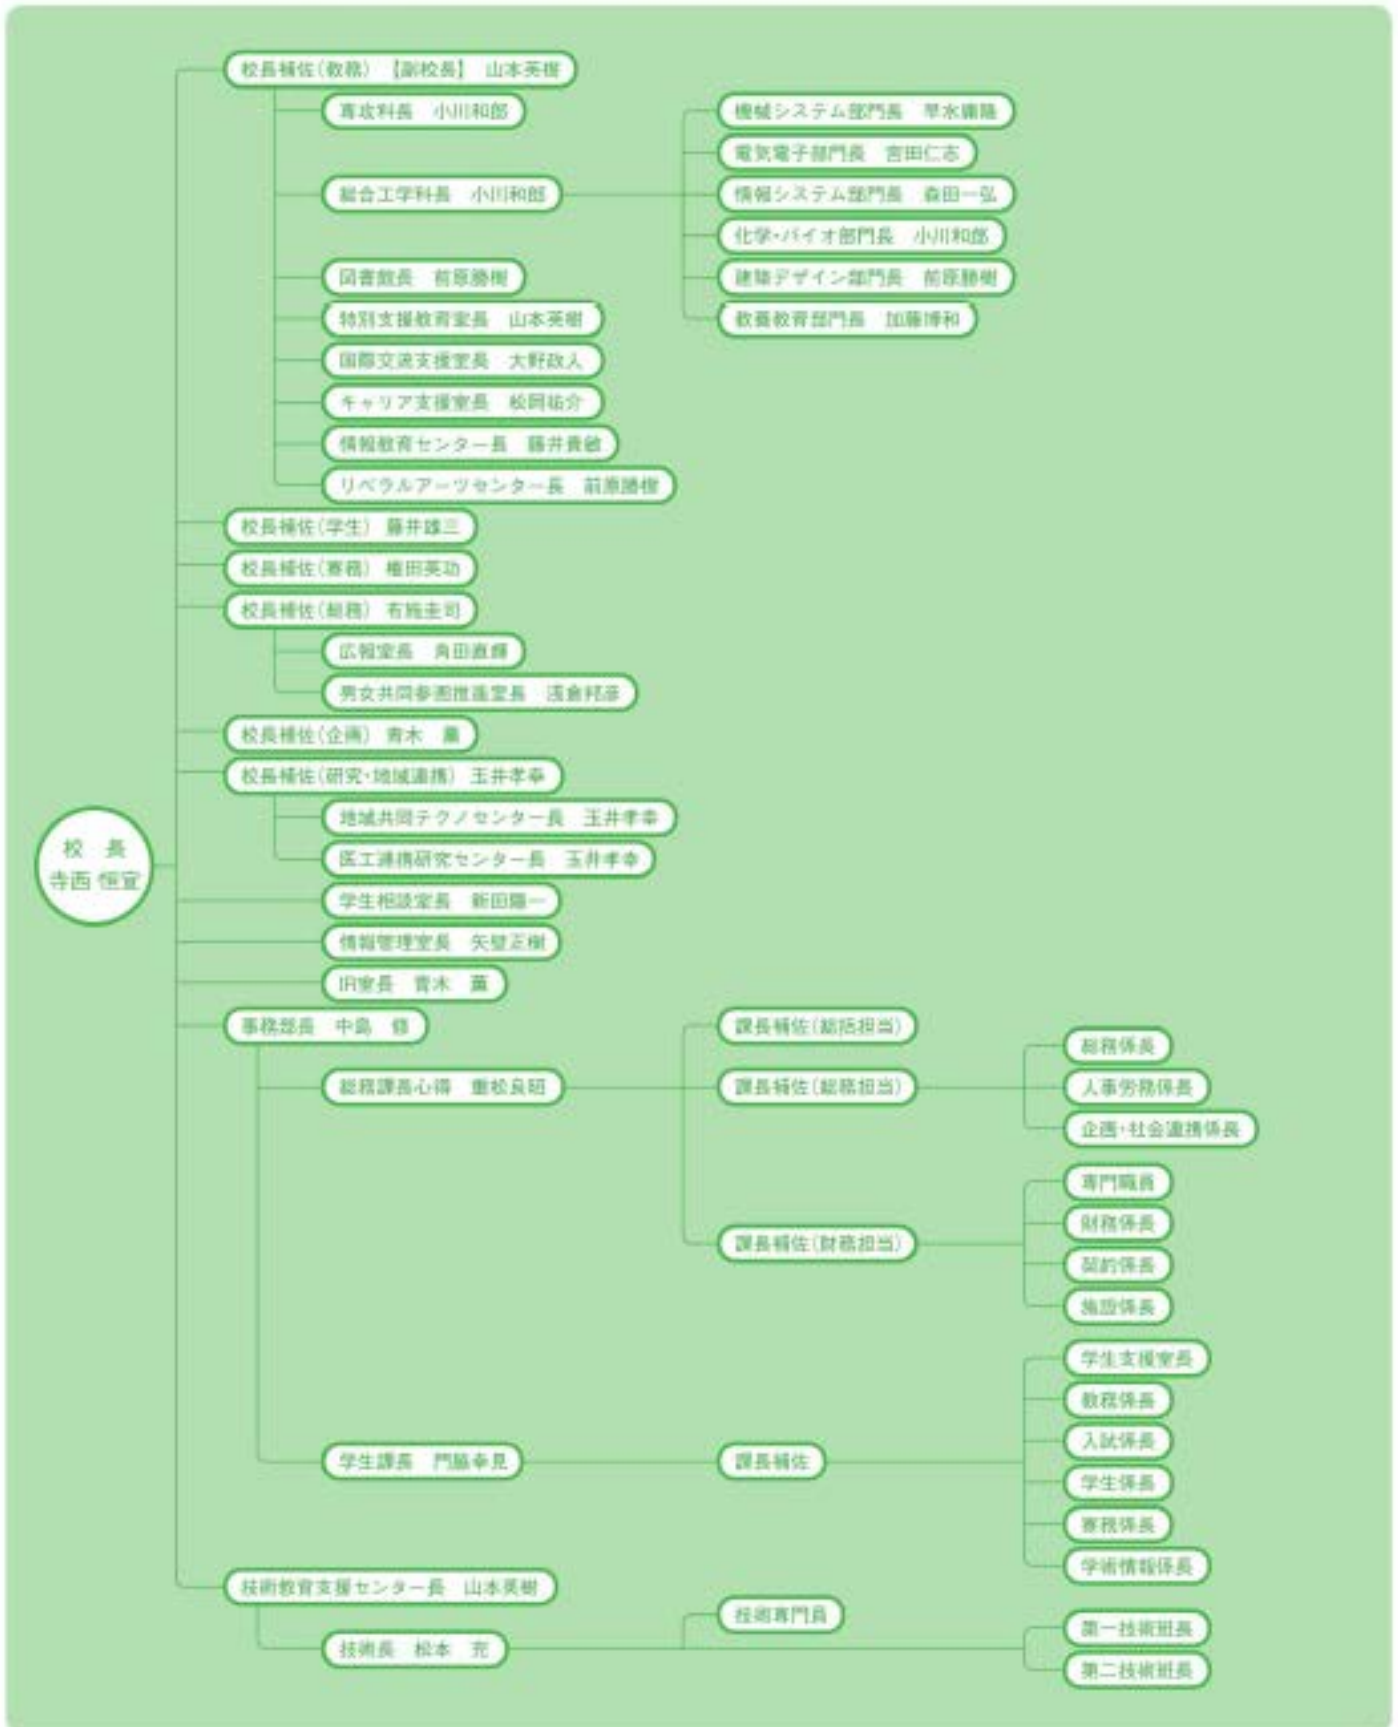 校長補佐(教務) 【副校長】 山本英樹
専攻科長 小川和郎
総合工学科長 小川和郎
機械システム部門長 早水庸隆
電気電子部門長 宮田仁志
情報システム部門長 森田一弘
化学・バイオ部門長 小川和郎
建築デザイン部門長 前原勝樹
教養教育部門長 加藤博和
図書館長 前原勝樹
特別支援教育室長 山本英樹
国際交流支援室長 大野政人
キャリア支援室長 松岡祐介
情報教育センター長 藤井貴敏
リベラルアーツセンター長 前原勝樹
校長補佐(学生) 藤井雄三
校長補佐(寮務) 権田英功
校長補佐(総務)
広報室長 角田直輝
男女共同参画推進室長 浅倉邦彦
校長補佐(企画) 青木 薫
校長補佐(研究・地域連携) 玉井孝幸
地域共同テクノセンター長 玉井孝幸
医工連携研究センター長 玉井孝幸
校 長
寺西 恒宣
学生相談室長 新田陽一
情報管理室長 矢壁正樹
IR室長 青木 薫
事務部長 中島 修
総務課長心得 重松良昭
課長補佐(総括担当)
課長補佐(総務担当)
総務係長
人事労務係長
企画・社会連携係長
課長補佐(財務担当)
専門職員
財務係長
契約係長
施設係長
学生課長 門脇幸見
課長補佐
学生支援室長
教務係長
入試係長
学生係長
寮務係長
学術情報係長
技術教育支援センター長 山本英樹
技術長 松本 充
技術専門員
第一技術班長
第二技術班長